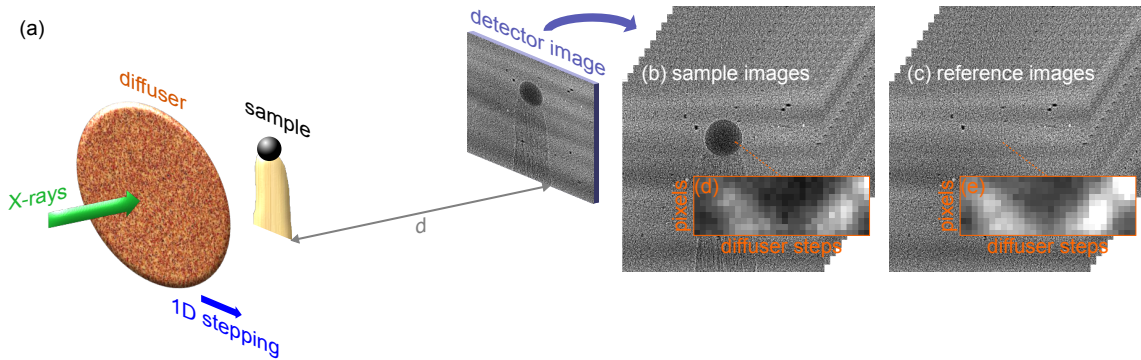 (a)
diffuser
sample
X-rays
1D stepping
d
detector image
(b) sample images
(d)
pixels
diffuser steps
(c) reference images
(e)
pixels
diffuser steps